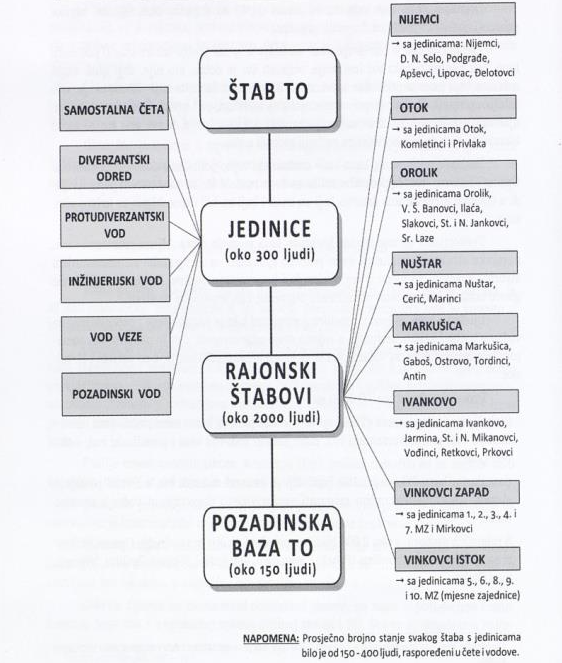 ŠTAB TO
JEDINICE
(oko 300 ljudi)
RAJONSKI
ŠTABOVI
(oko 2000 ljudi)
POZADINSKA
BAZA TO
(oko 150 ljudi)
SAMOSTALNA ČETA
DIVERZANTSKI
ODRED
PROTUDIVERZANTSKI
VOD
INŽINJERIJSKI VOD
VOD VEZE
POZADINSKI VOD
NIJEMCI
→ sa jedinicama: Nijemci,
D. N. Selo, Podgrađe,
Apševci, Lipovac, Đelotovci
OTOK
→ sa jedinicama Otok,
Komletinci i Privlaka
OROLIK
→ sa jedinicama Orolik,
V. Š. Banovci, Ilača,
Slakovci, St. i N. Jankovci,
Sr. Laze
NUŠTAR
→ sa jedinicama Nuštar,
Cerić, Marinci
MARKUŠICA
→ sa jedinicama Markušica,
Gaboš, Ostrovo, Tordinci,
Antin
IVANKOVO
→ sa jedinicama Ivankovo,
Jarmina, St. i N. Mikanovci,
Vođinci, Retkovci, Prkovci
VINKOVCI ZAPAD
→ sa jedinicama 1., 2., 3., 4. i
7. MZ i Mirkovci
VINKOVCI ISTOK
→ sa jedinicama 5., 6., 8., 9.
i 10. MZ (mjesne zajednice)
NAPOMENA: Prosječno brojno stanje svakog štaba s jedinicama
bilo je od 150 - 400 ljudi, raspoređeni u čete i vodove.